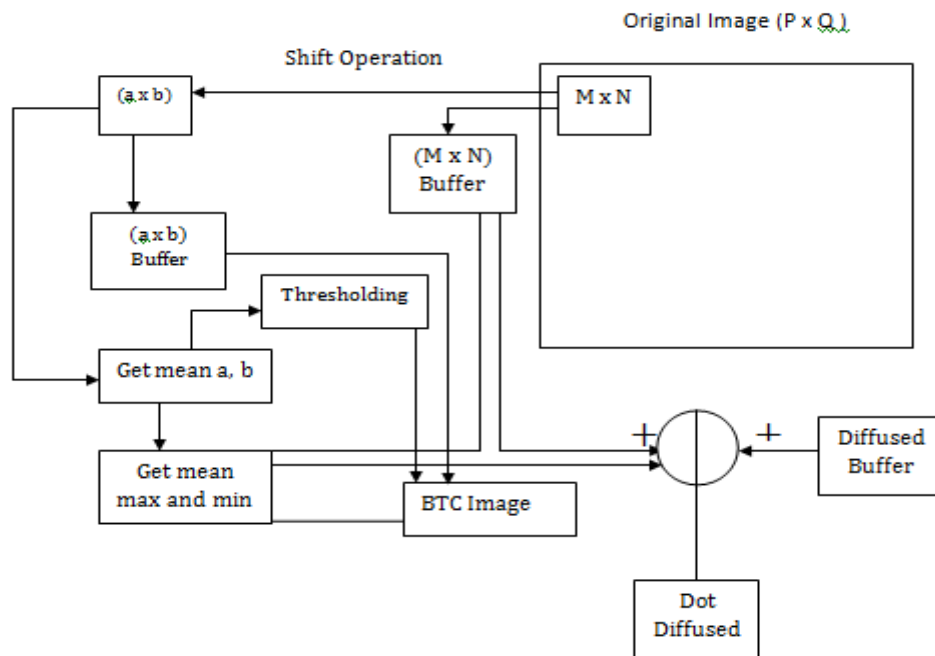 Original Image (P x Q )
Shift Operation
(a x b)
M x N
(M x N)
Buffer
(a x b)
Buffer
Thresholding
Get mean a, b
+
+
Diffused
Buffer
Get mean
max and min
BTC Image
Dot
Diffused